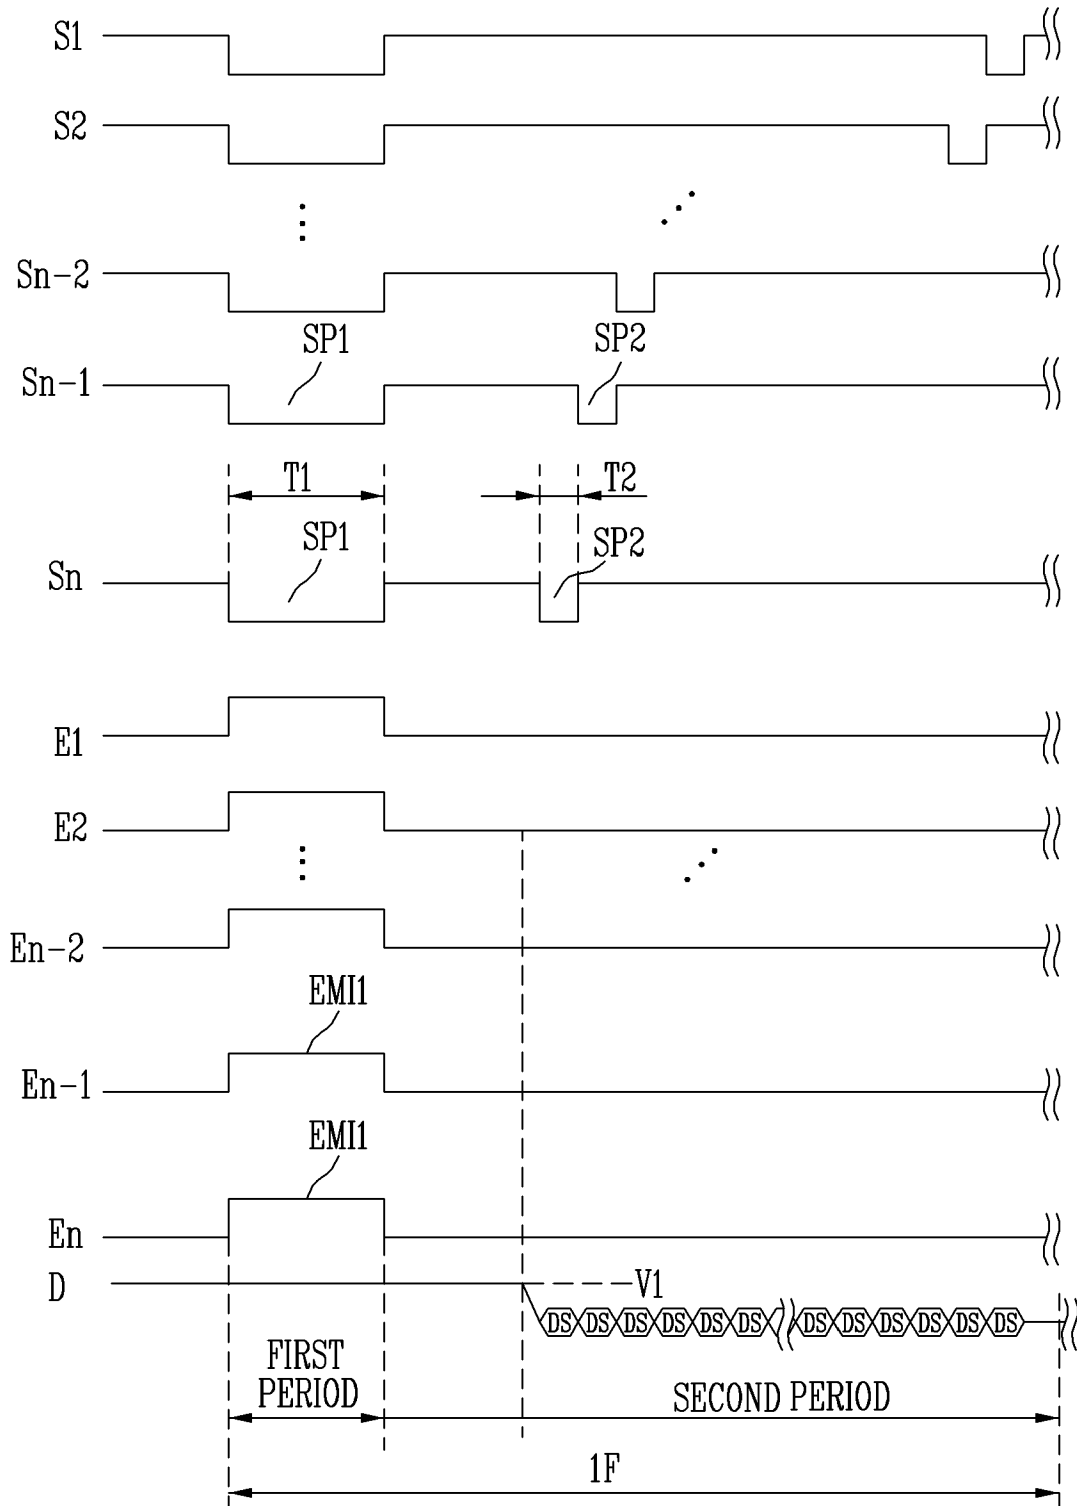 S1
S2
Sn-2
SP1 SP2
Sn-1
T1 T2
SP1 SP2
Sn
E1
E2
En-2
EMI1
En-1
EMI1
En
D V1
DS DS DS DS DS DS DS DS DS DS DS DS
FIRST
PERIOD SECOND PERIOD
1F